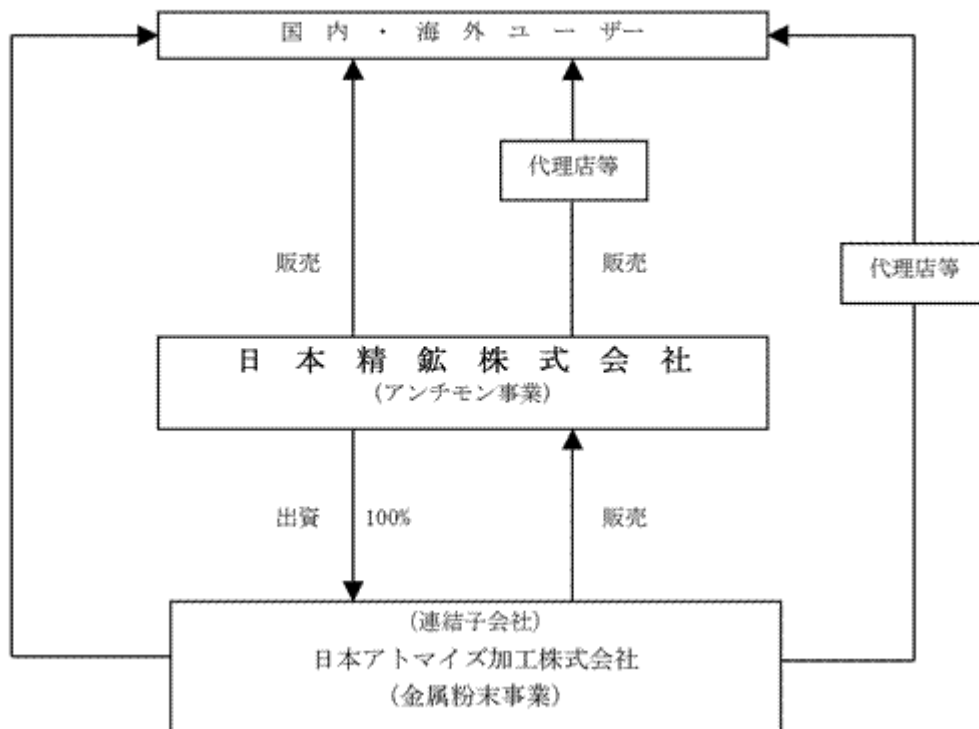 国内・海外ユーザー
代理店等
販売
販売
代理店等
日本精鉱株式会社
(アンチモン事業)
出資
100%
販売
(連結子会社)
日本アトマイズ加工株式会社
(金属粉末事業)